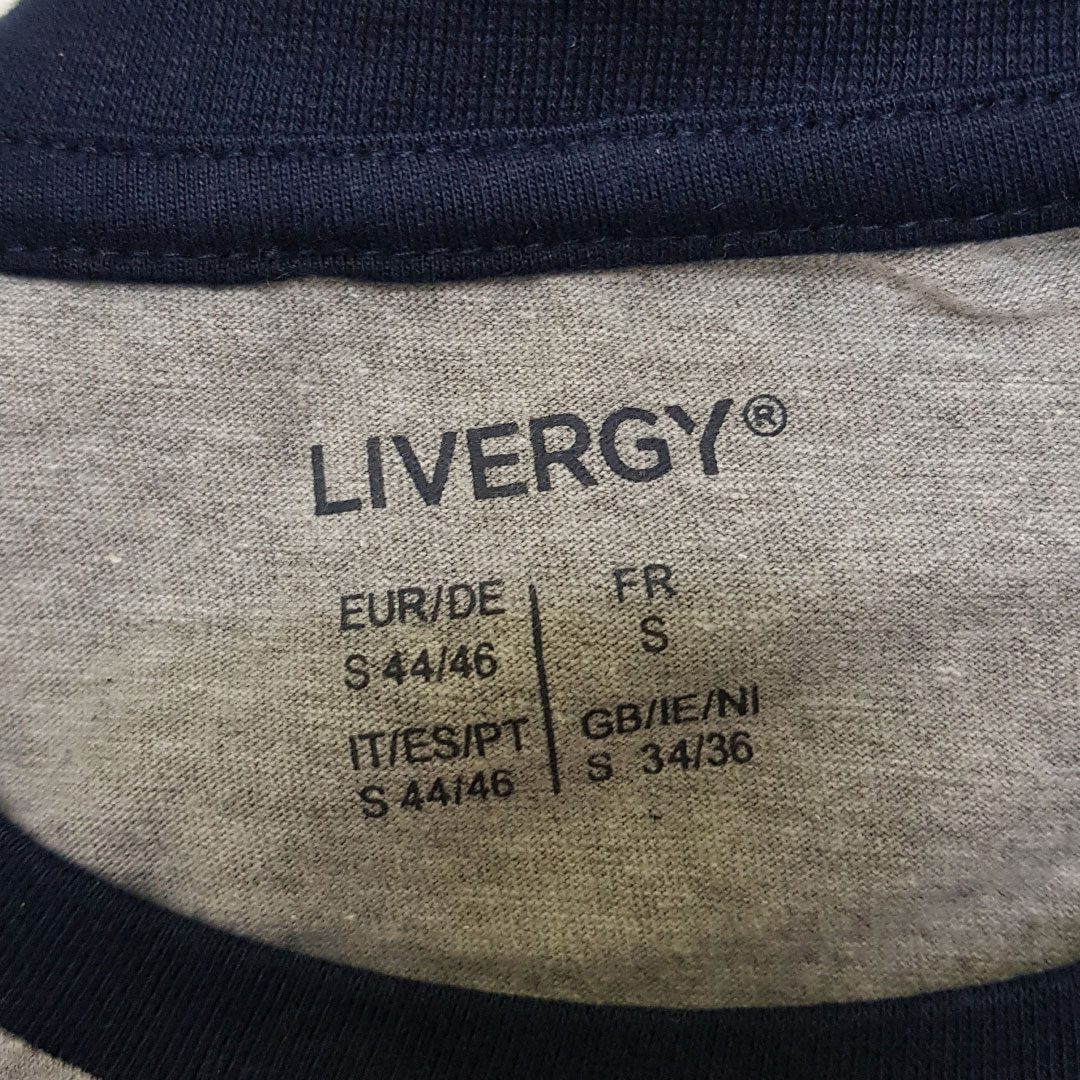 LIVERGY®
EUR/DE
S 44/46
FR
S
IT/ES/PT
S 44/46
GB/IE/NI
S 34/36